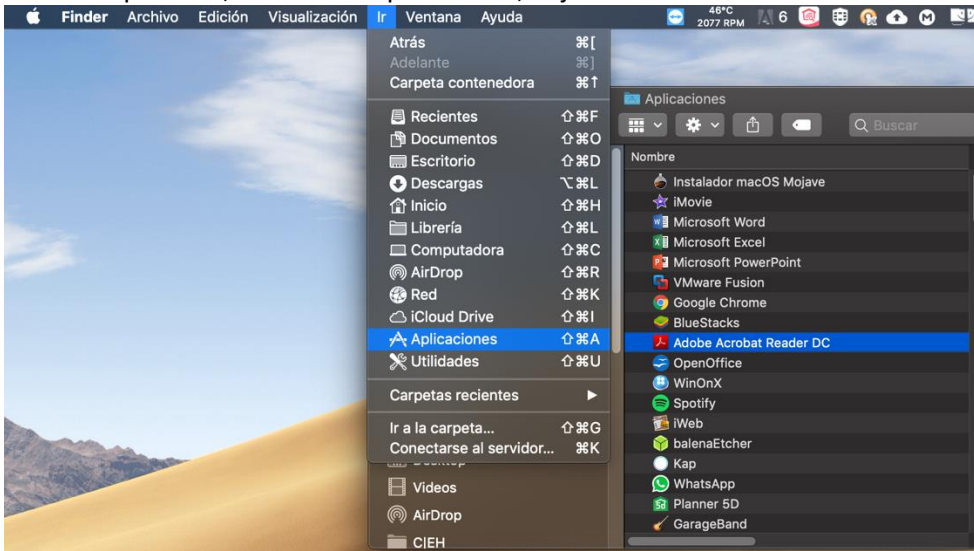 Finder Archivo Edición Visualización Ir Ventana Ayuda 46°C 2077 RPM 6
Atrás ⌘[
Adelante ⌘]
Carpeta contenedora ⌘↑
Recientes ⇧⌘F
Documentos ⇧⌘O
Escritorio ⇧⌘D
Descargas ⌥⌘L
Inicio ⇧⌘H
Librería ⇧⌘L
Computadora ⇧⌘C
AirDrop ⇧⌘R
Red ⇧⌘K
iCloud Drive ⇧⌘I
Aplicaciones ⇧⌘A
Utilidades ⇧⌘U
Carpetas recientes ▶
Ir a la carpeta... ⇧⌘G
Conectarse al servidor... ⌘K
Desktop
Videos
AirDrop
CIEH
Aplicaciones
Buscar
Nombre
Instalador macOS Mojave
iMovie
Microsoft Word
Microsoft Excel
Microsoft PowerPoint
VMware Fusion
Google Chrome
BlueStacks
Adobe Acrobat Reader DC
OpenOffice
WinOnX
Spotify
iWeb
balenaEtcher
Kap
WhatsApp
Planner 5D
GarageBand